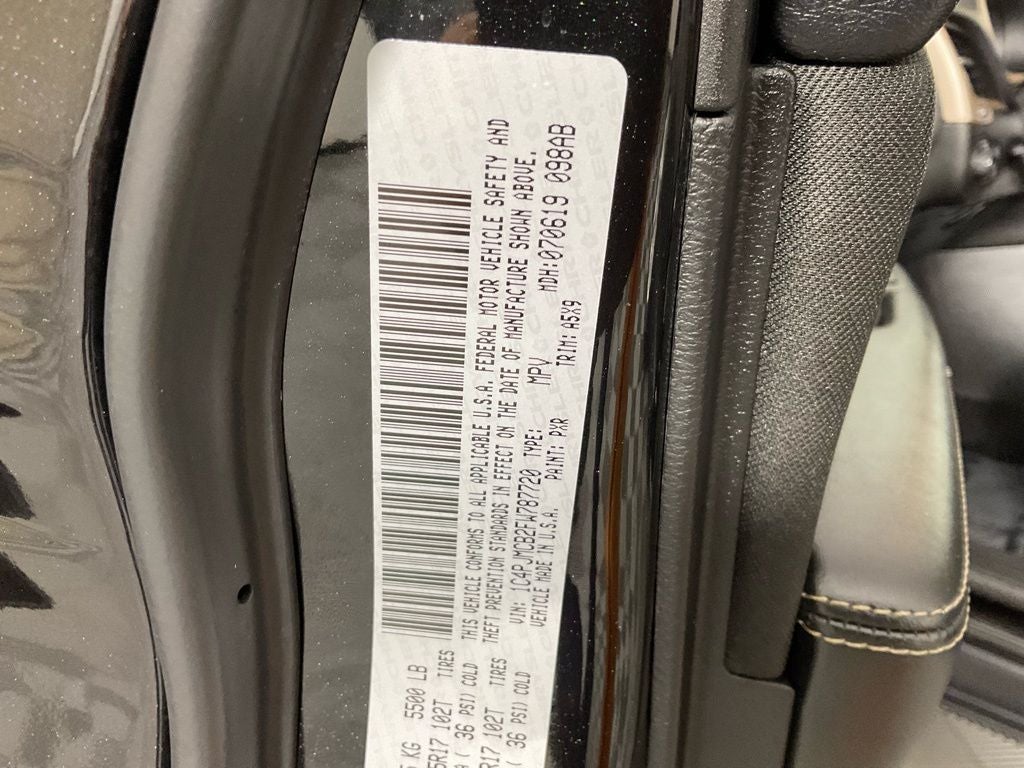 KG 5500 LB
5R17 102T TIRES
( 36 PSI) COLD
R17 102T TIRES
( 36 PSI) COLD
THIS VEHICLE CONFORMS TO ALL APPLICABLE U.S.A. FEDERAL MOTOR VEHICLE SAFETY AND
THEFT PREVENTION STANDARDS IN EFFECT ON THE DATE OF MANUFACTURE SHOWN ABOVE.
VIN: 1C4PJMCB2FW787720 TYPE: MPV MDH:070619 098AB
VEHICLE MADE IN U.S.A. PAINT: PXR TRIM: A5X9